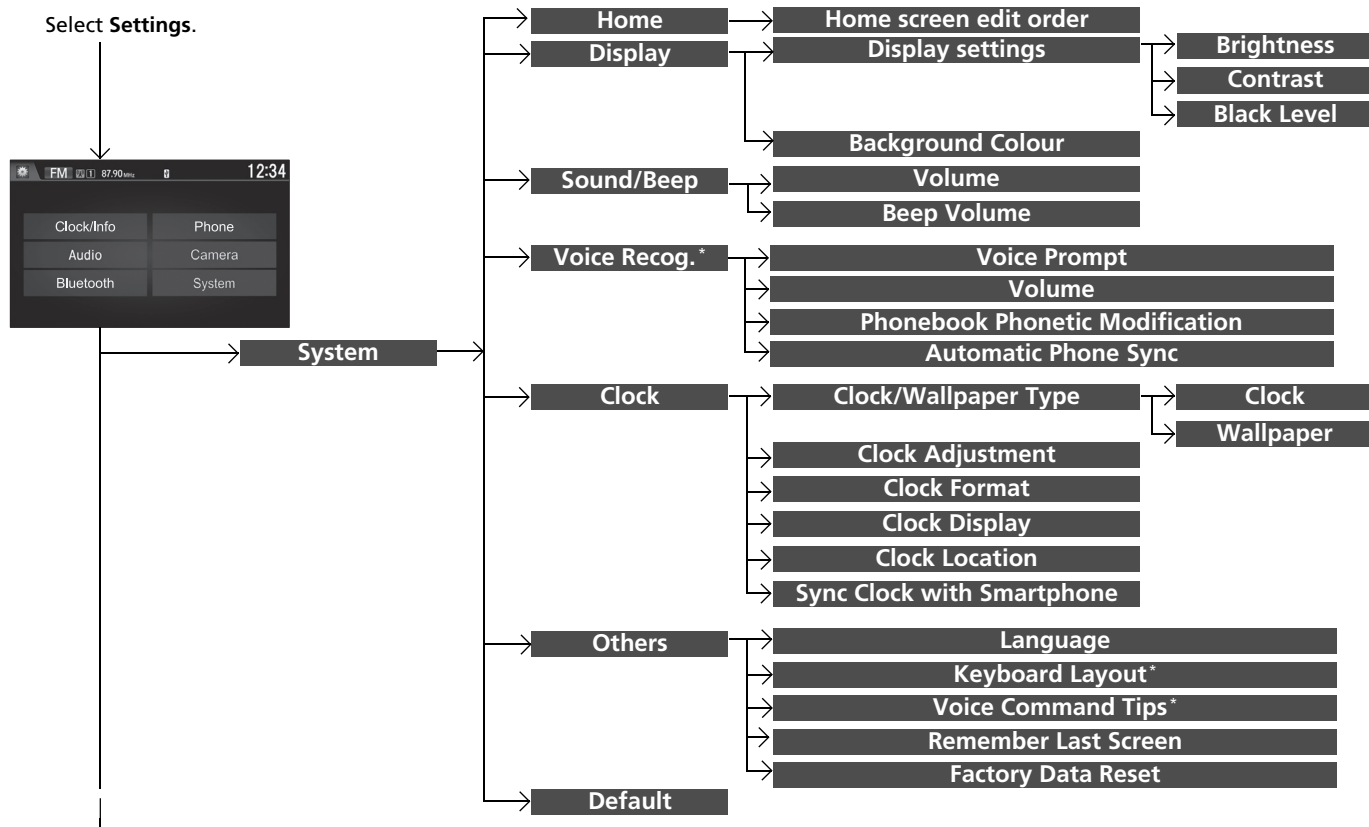 Select Settings.
FM 1 87.90 MHz 12:34
Clock/Info Phone
Audio Camera
Bluetooth System
System
Home
Home screen edit order
Display
Display settings
Brightness
Contrast
Black Level
Background Colour
Sound/Beep
Volume
Beep Volume
Voice Recog.*
Voice Prompt
Volume
Phonebook Phonetic Modification
Automatic Phone Sync
Clock
Clock/Wallpaper Type
Clock
Wallpaper
Clock Adjustment
Clock Format
Clock Display
Clock Location
Sync Clock with Smartphone
Others
Language
Keyboard Layout*
Voice Command Tips*
Remember Last Screen
Factory Data Reset
Default